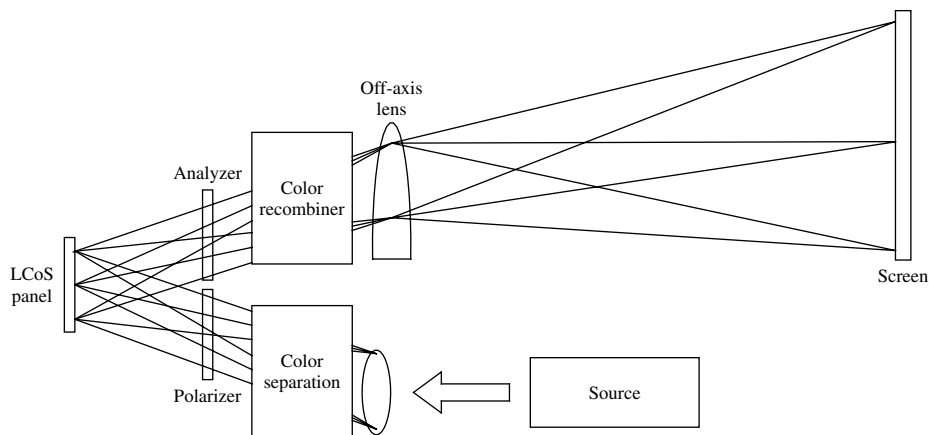 Off-axis
lens
Analyzer
Color
recombiner
LCoS
panel
Screen
Color
separation
Polarizer
Source